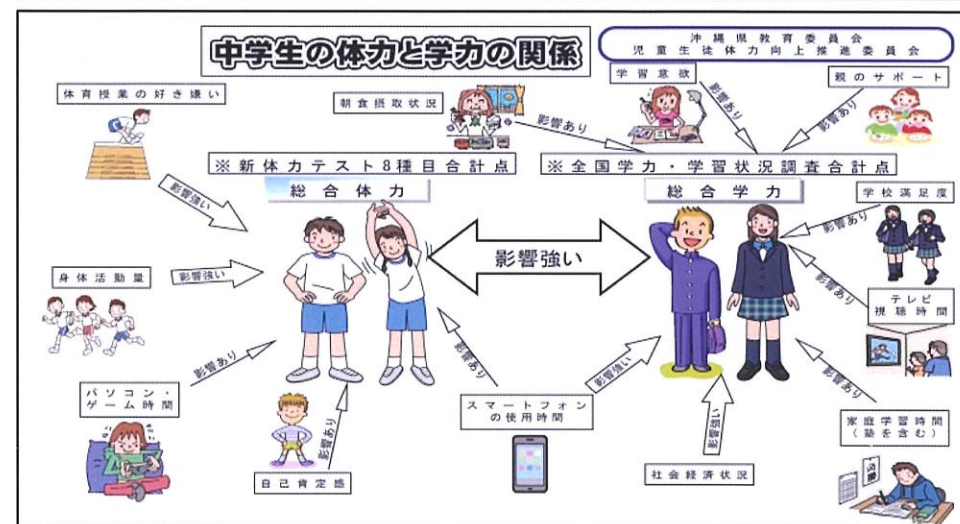 中学生の体力と学力の関係
沖縄県教育委員会
児童生徒体力向上推進委員会
体育授業の好き嫌い
朝食摂取状況
学習意欲
親のサポート
影響あり
影響あり
影響あり
※新体力テスト8種目合計点
※全国学力・学習状況調査合計点
総合体力
総合学力
影響強い
学校満足度
影響あり
影響強い
身体活動量
影響強い
影響あり
テレビ
視聴時間
影響あり
影響あり
影響強い
影響あり
パソコン・
ゲーム時間
影響あり
自己肯定感
スマートフォン
の使用時間
影響強い
社会経済状況
家庭学習時間
(塾を含む)
必勝